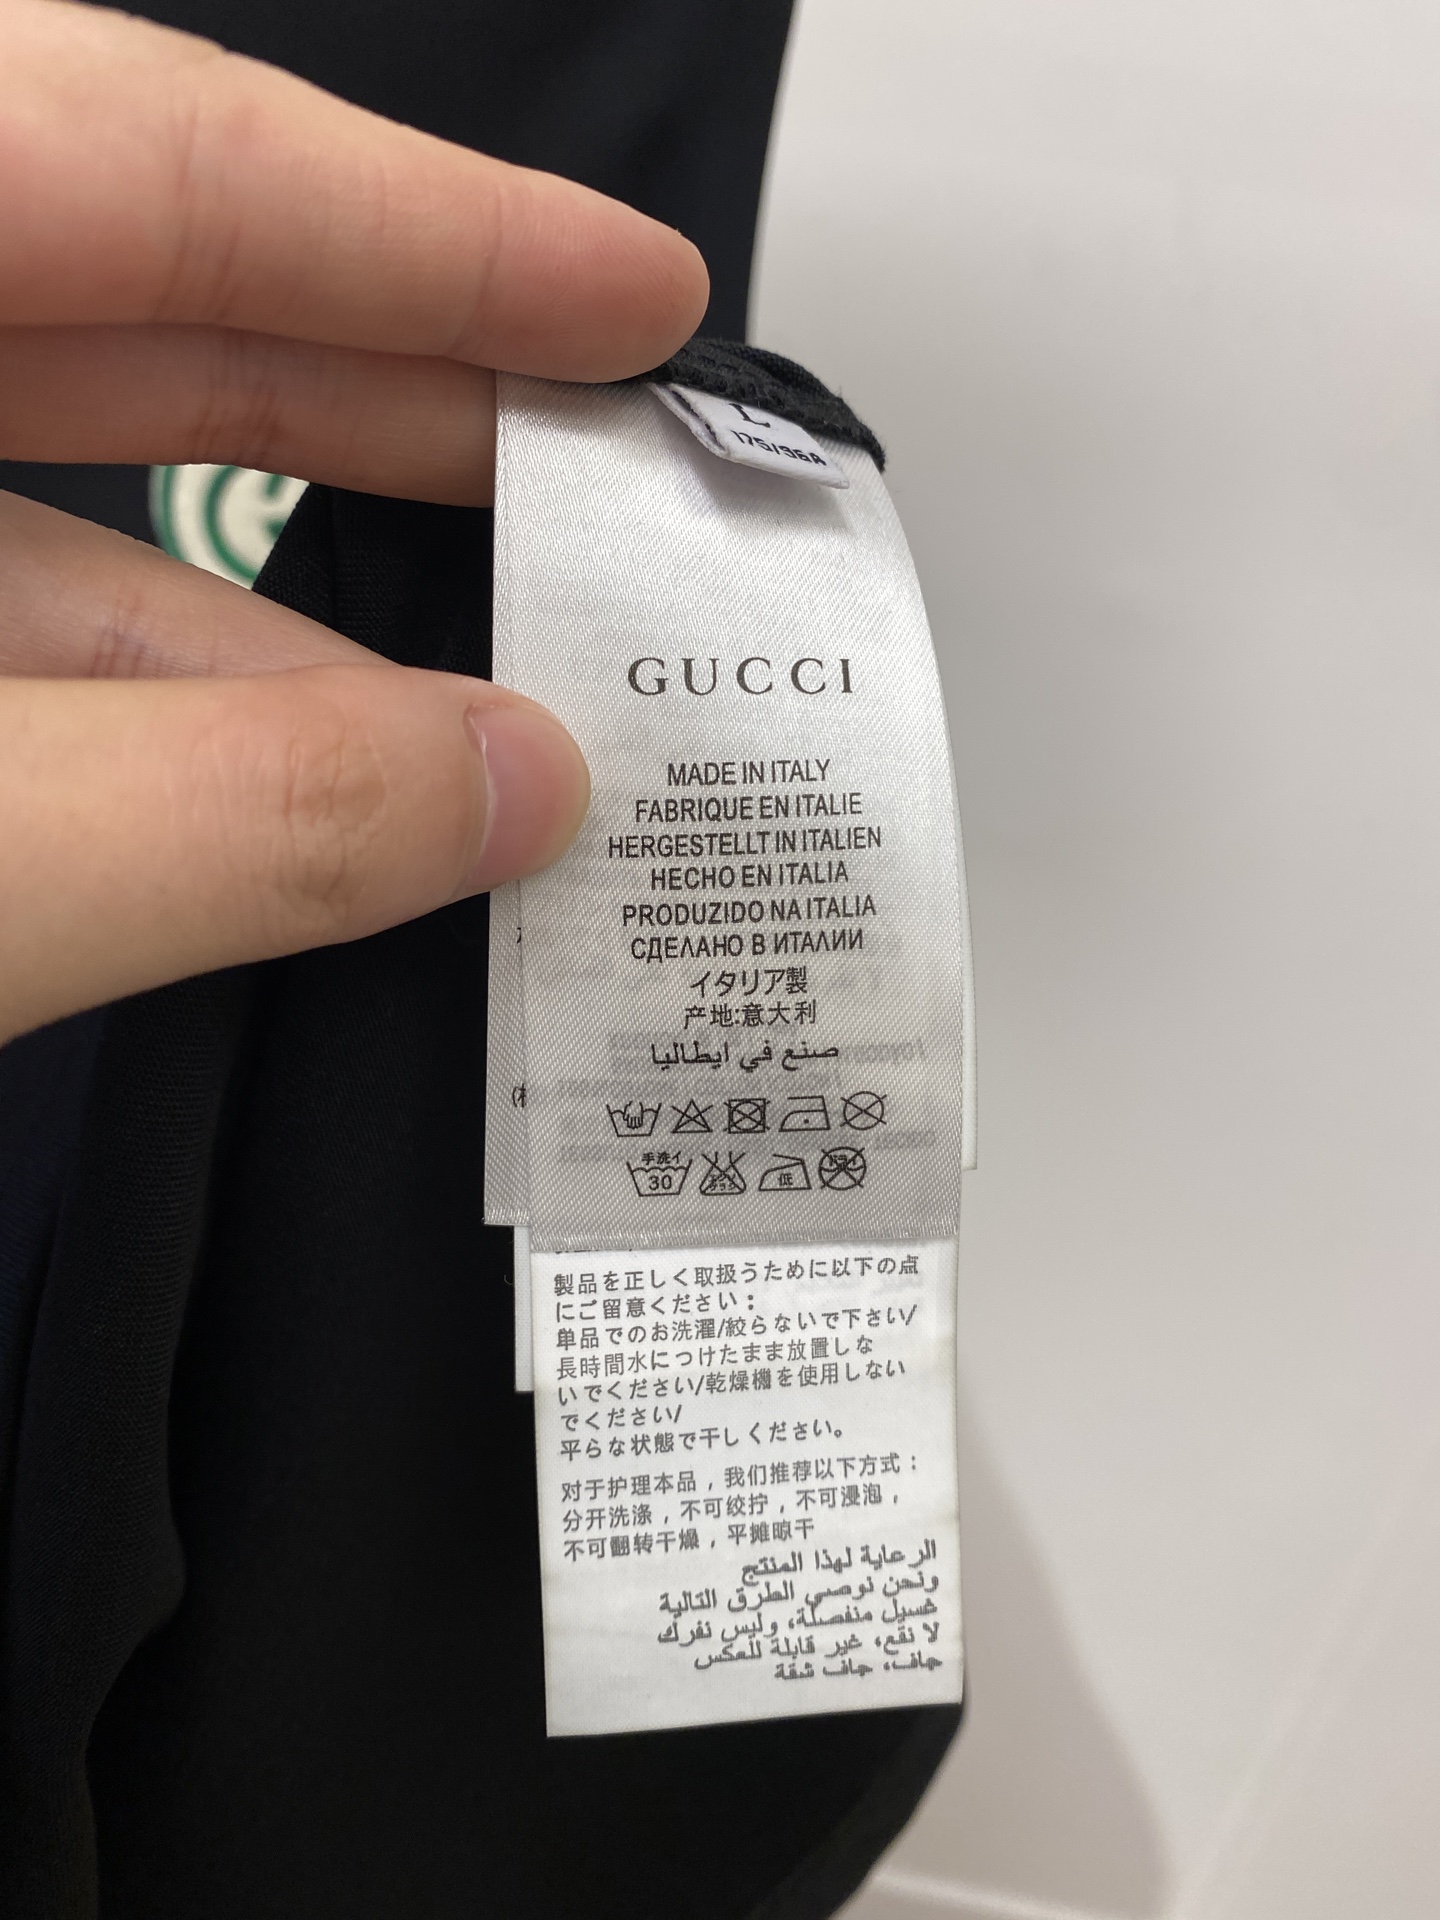 L
175/96A
GUCCI
MADE IN ITALY
FABRIQUE EN ITALIE
HERGESTELLT IN ITALIEN
HECHO EN ITALIA
PRODUZIDO NA ITALIA
СДЕЛАНО В ИТАЛИИ
イタリア製
产地:意大利
صنع في ايطاليا
手洗イ
30
低
製品を正しく取扱うために以下の点
にご留意ください：
単品でのお洗濯/絞らないで下さい/
長時間水につけたまま放置しな
いでください/乾燥機を使用しない
でください/
平らな状態で干しください。
对于护理本品，我们推荐以下方式：
分开洗涤，不可绞拧，不可浸泡，
不可翻转干燥，平摊晾干
الرعاية لهذا المنتج
ونحن نوصي الطرق التالية
غسيل منفصلة، وليس نفرك
لا نقع، غير قابلة للعكس
جاف، جاف شقة